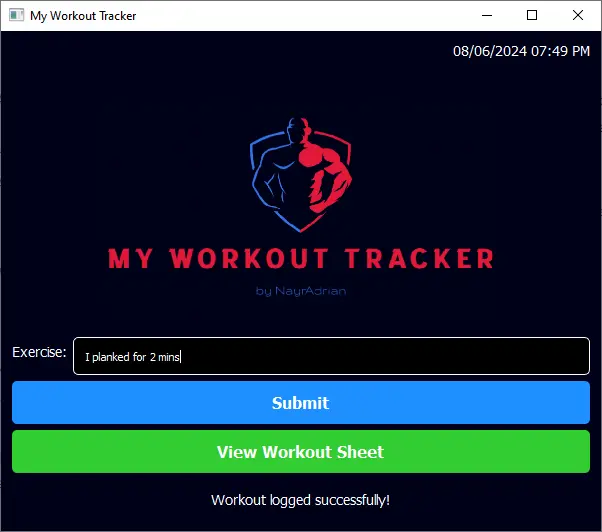 My Workout Tracker
08/06/2024 07:49 PM
MY WORKOUT TRACKER
by NayrAdrian
Exercise: I planked for 2 mins
Submit
View Workout Sheet
Workout logged successfully!